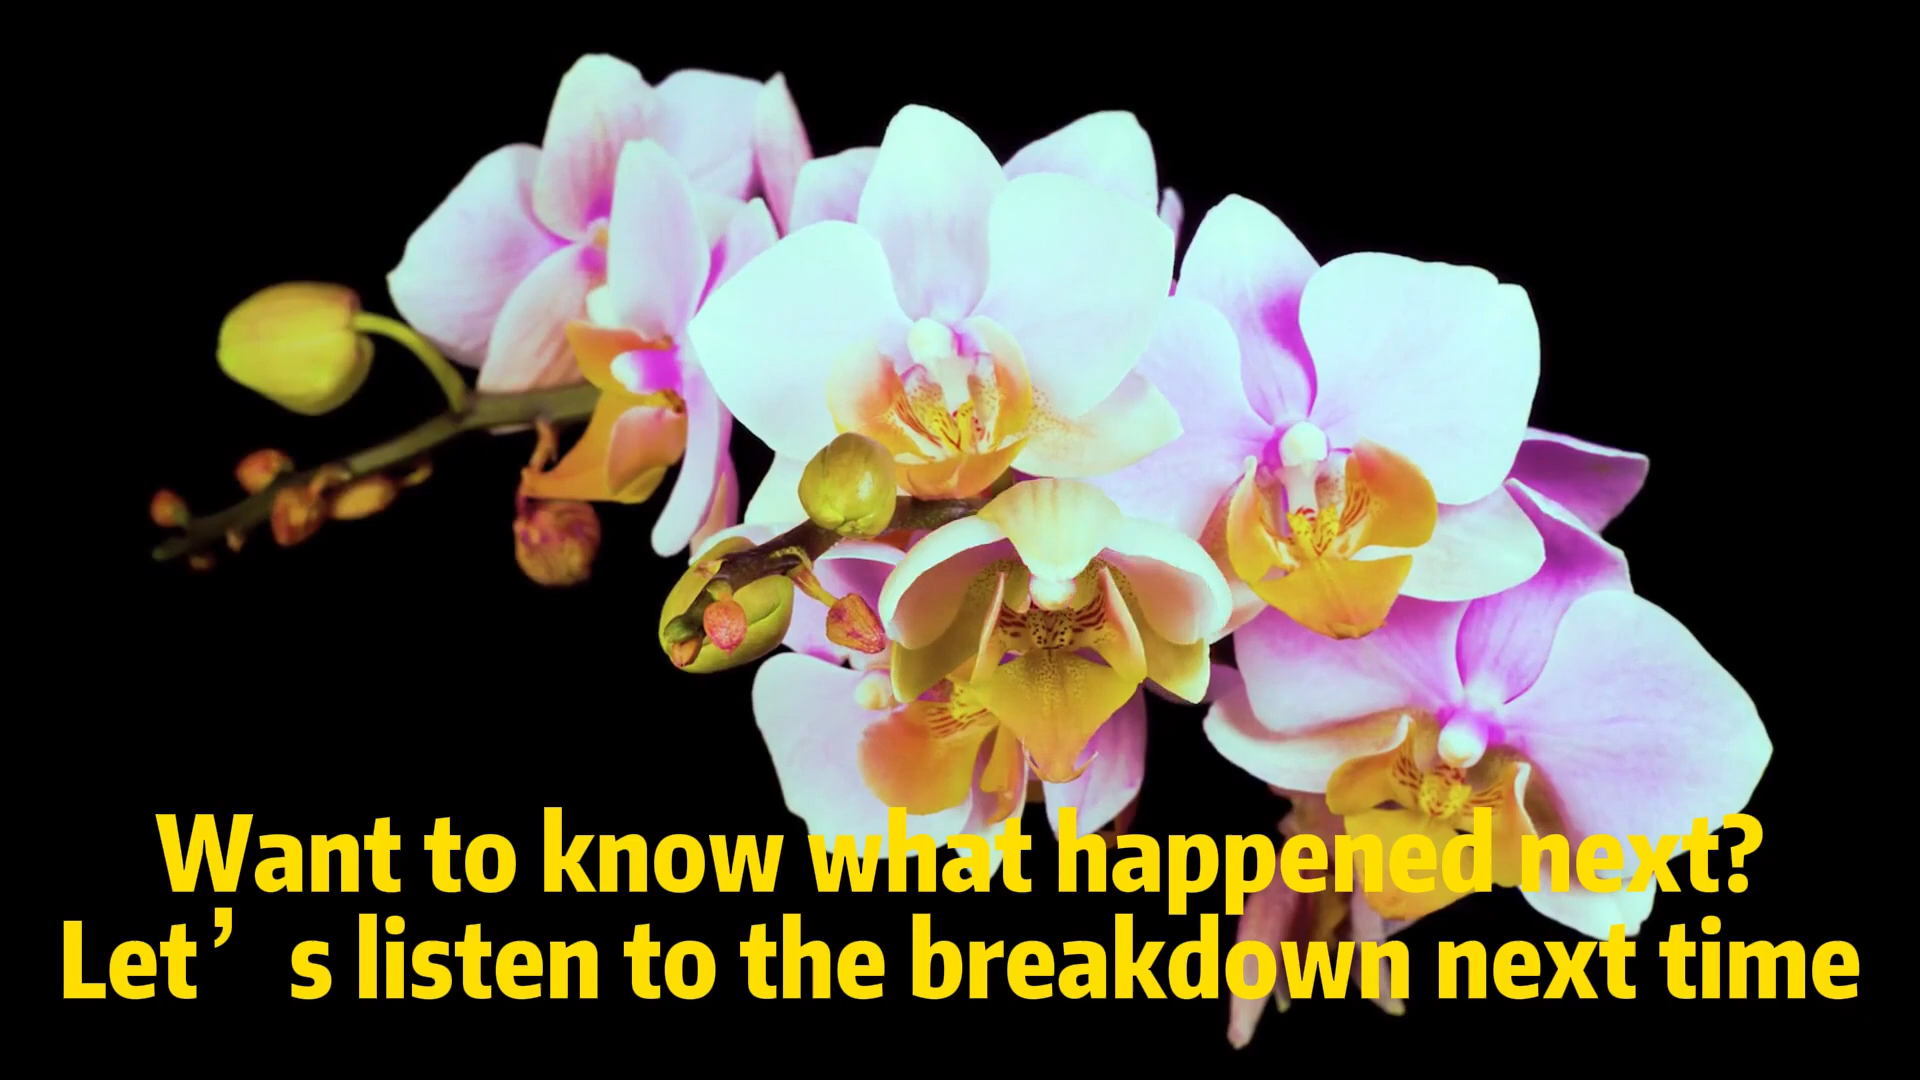 Want to know what happened next?
Let’s listen to the breakdown next time